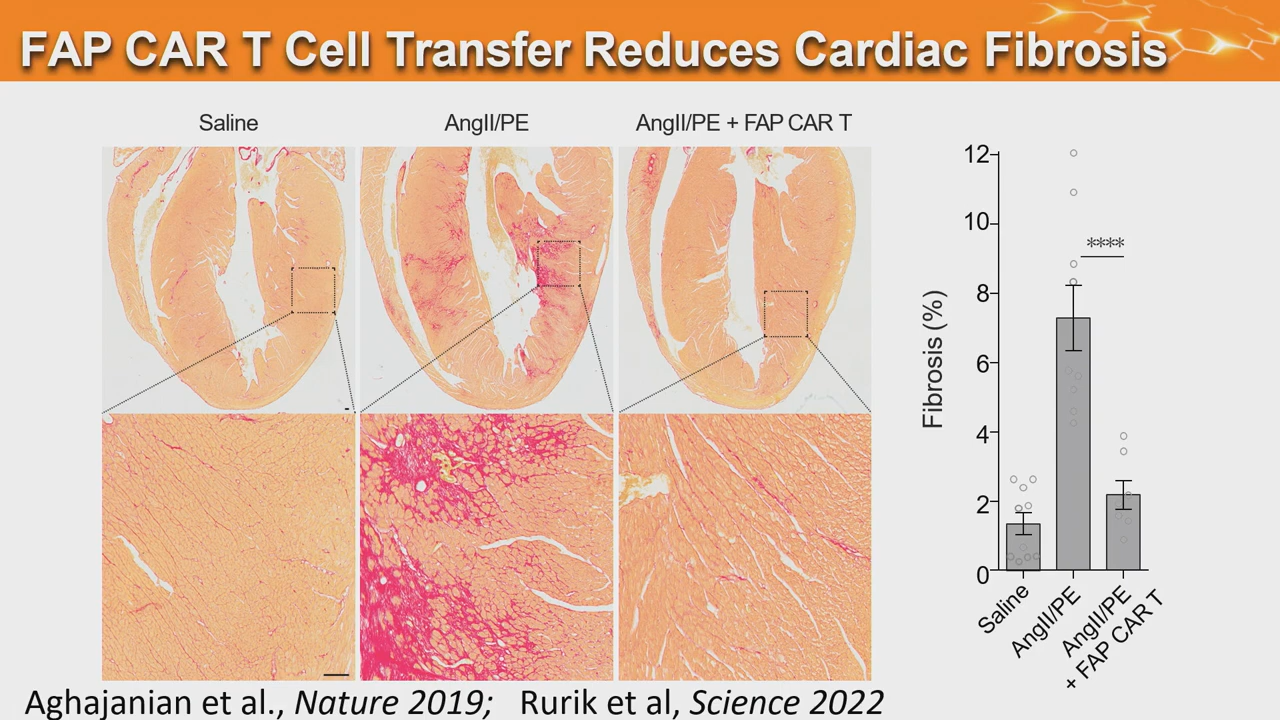 FAP CAR T Cell Transfer Reduces Cardiac Fibrosis
Saline
AngII/PE
AngII/PE + FAP CAR T
12
10
8
6
4
2
0
Fibrosis (%)
****
Saline
AngII/PE
AngII/PE
+ FAP CAR T
Aghajanian et al., Nature 2019; Rurik et al, Science 2022